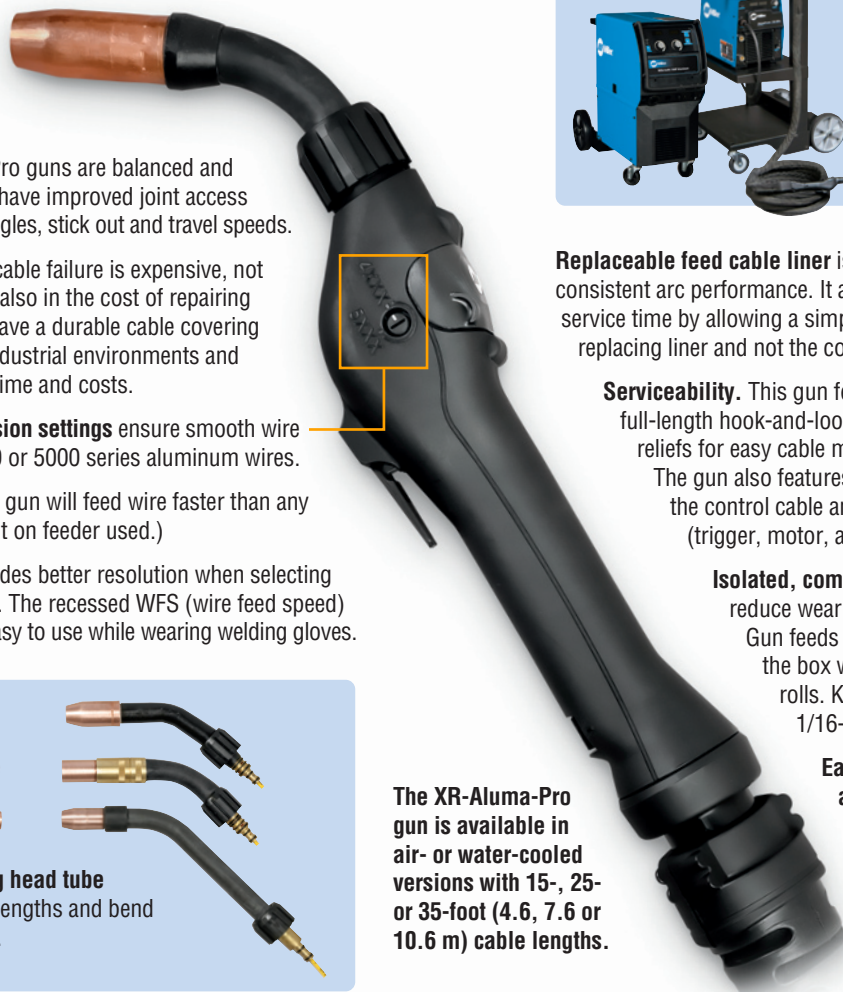 Pro guns are balanced and
have improved joint access
gles, stick out and travel speeds.
cable failure is expensive, not
also in the cost of repairing
ave a durable cable covering
dustrial environments and
ime and costs.
sion settings ensure smooth wire
0 or 5000 series aluminum wires.
gun will feed wire faster than any
t on feeder used.)
des better resolution when selecting
. The recessed WFS (wire feed speed)
asy to use while wearing welding gloves.
4XXX
5XXX
g head tube
engths and bend
The XR-Aluma-Pro
gun is available in
air- or water-cooled
versions with 15-, 25-
or 35-foot (4.6, 7.6 or
10.6 m) cable lengths.
Miller
Replaceable feed cable liner is
consistent arc performance. It a
service time by allowing a simp
replacing liner and not the co
Serviceability. This gun fe
full-length hook-and-loo
reliefs for easy cable m
The gun also features
the control cable an
(trigger, motor, a
Isolated, com
reduce wear
Gun feeds
the box w
rolls. K
1/16-
Ea
a